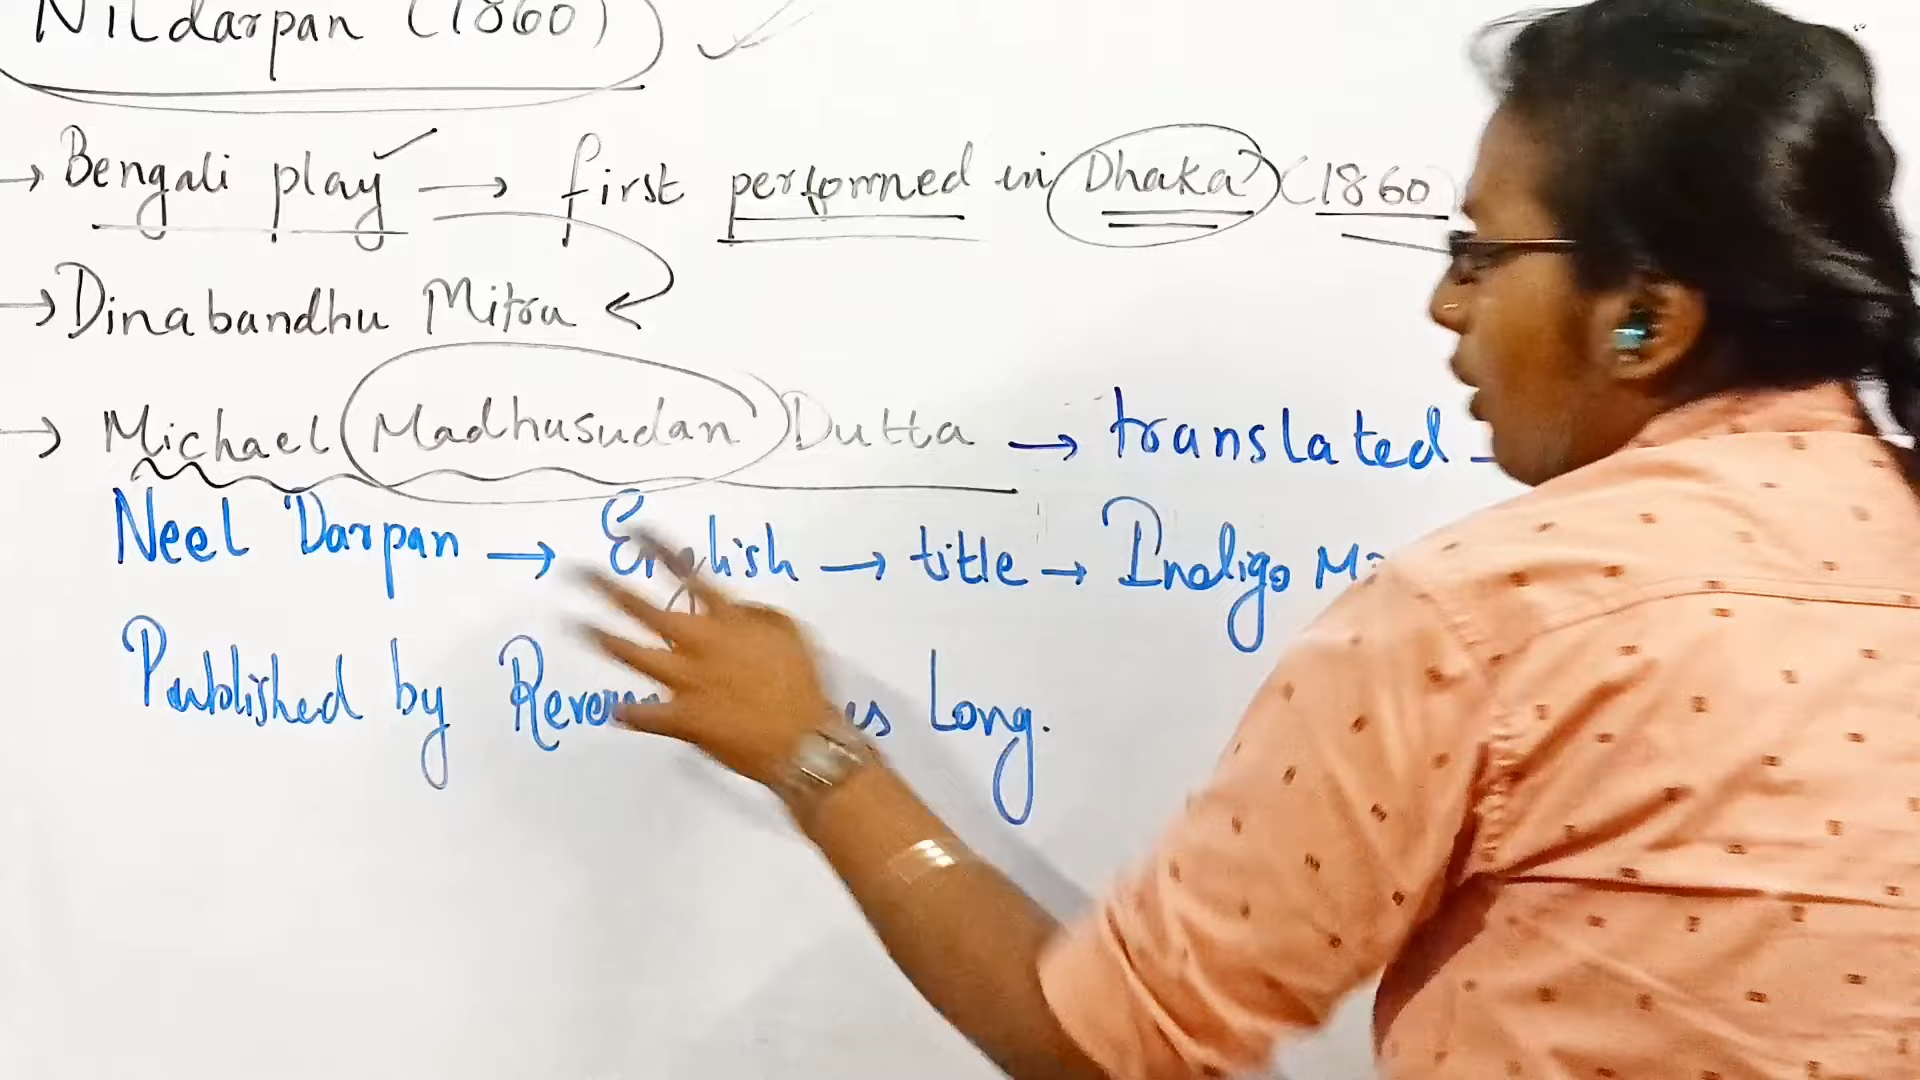 Nildarpan (1860)
→ Bengali play → first performed in Dhaka (1860
→ Dinabandhu Mitra
→ Michael Madhusudan Dutta → translated
Neel Darpan → English → title → Indigo
Published by Long.